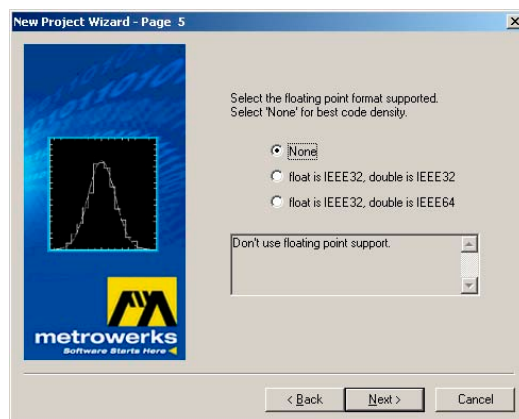 New Project Wizard - Page 5
Select the floating point format supported.
Select 'None' for best code density.
None
float is IEEE32, double is IEEE32
float is IEEE32, double is IEEE64
Don't use floating point support.
metrowerks
Software Starts Here
< Back
Next >
Cancel